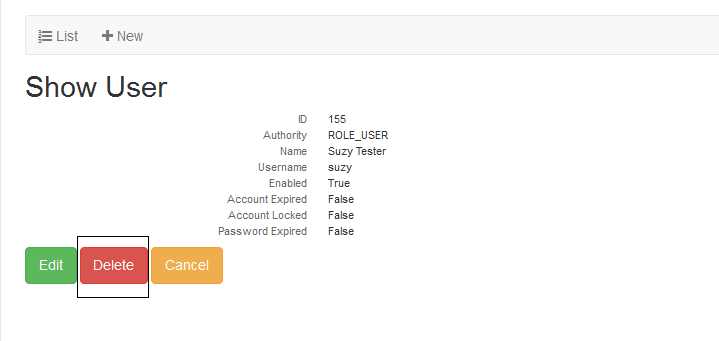 List New
Show User
ID 155
Authority ROLE_USER
Name Suzy Tester
Username suzy
Enabled True
Account Expired False
Account Locked False
Password Expired False
Edit Delete Cancel